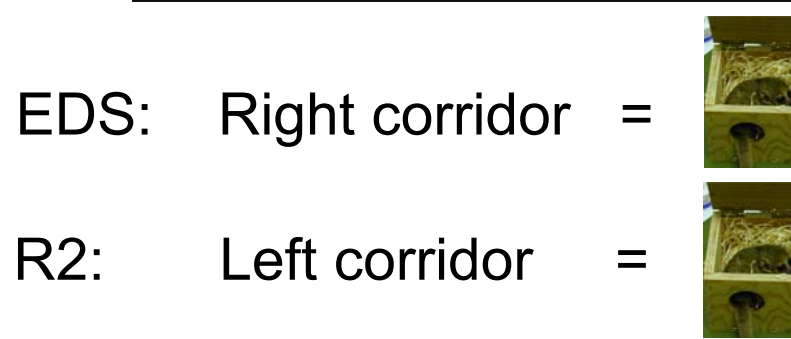 EDS: Right corridor =
R2: Left corridor =